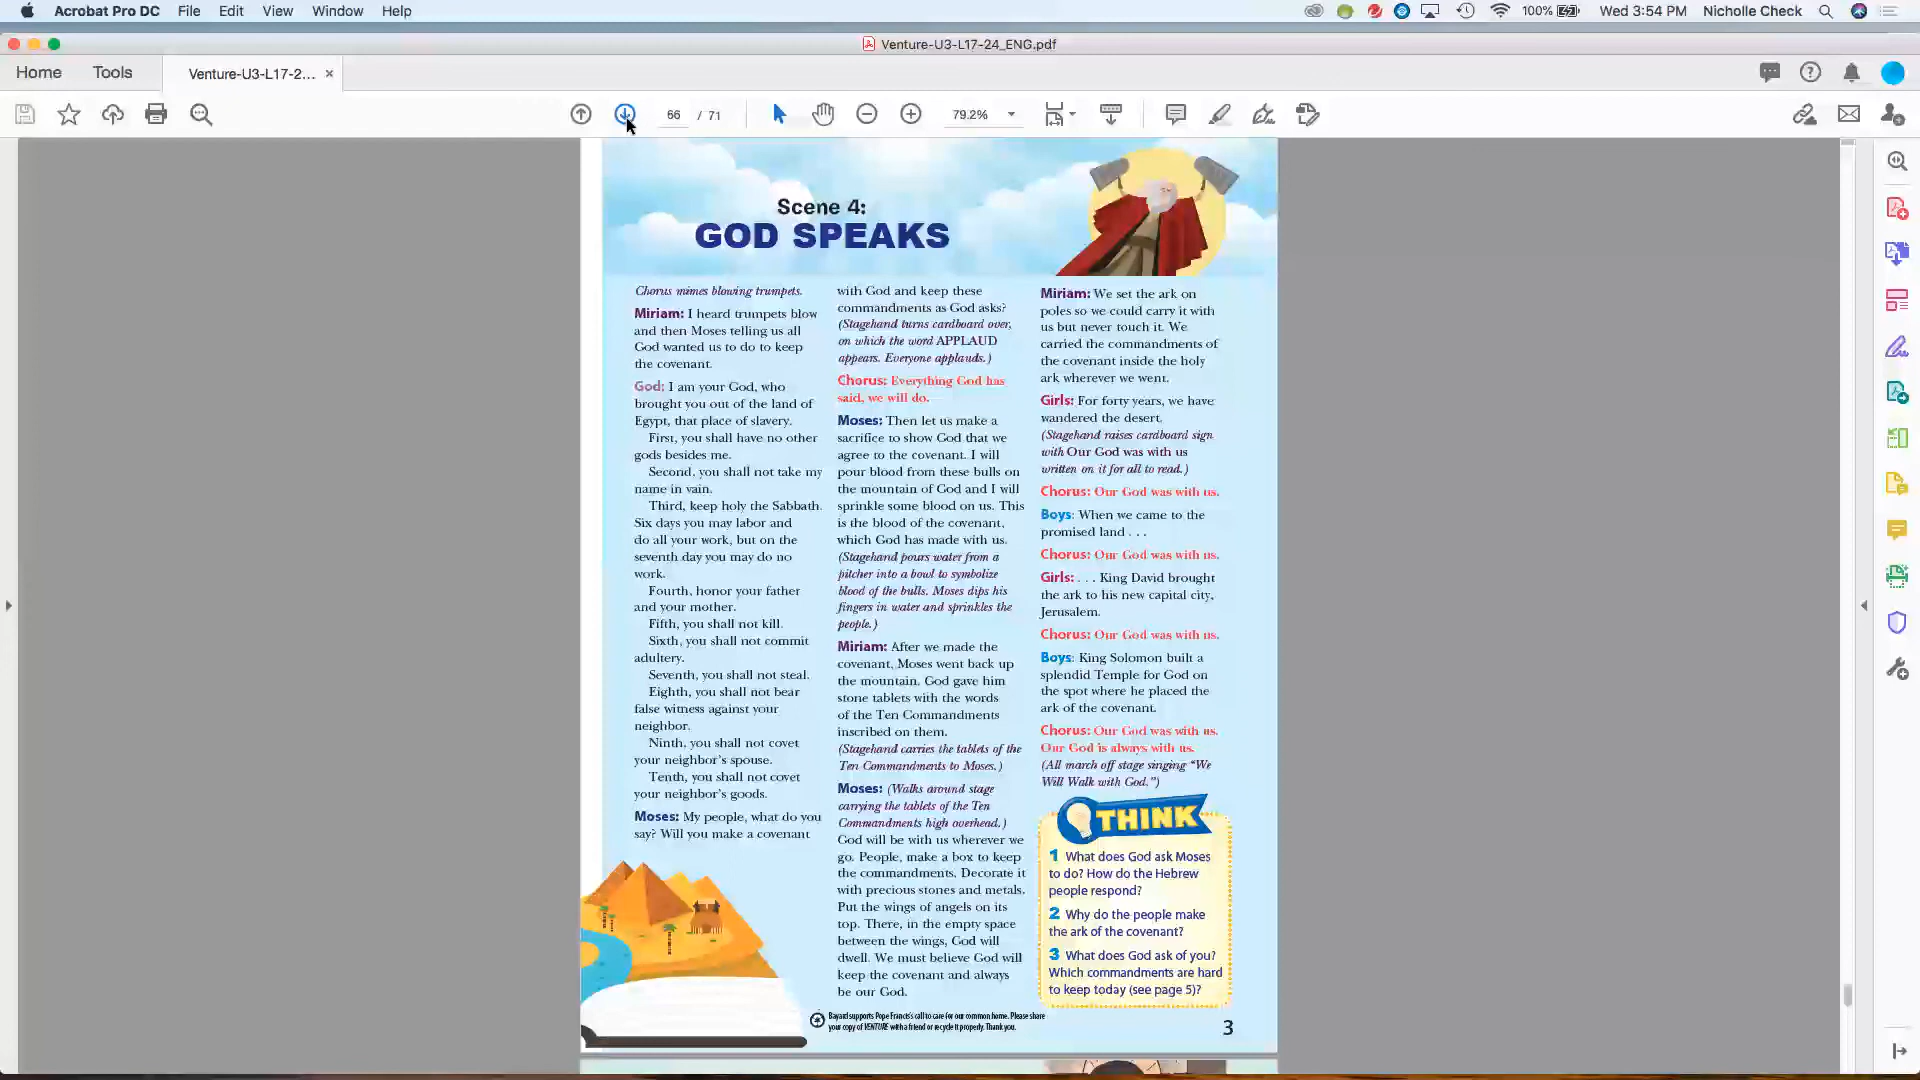 Acrobat Pro DC File Edit View Window Help
100% Wed 3:54 PM Nicholle Check
Venture-U3-L17-24_ENG.pdf
Home Tools Venture-U3-L17-2... ×
66 / 71 79.2%
Scene 4:
GOD SPEAKS
Chorus mimes blowing trumpets.
Miriam: I heard trumpets blow
and then Moses telling us all
God wanted us to do to keep
the covenant.
God: I am your God, who
brought you out of the land of
Egypt, that place of slavery.
First, you shall have no other
gods besides me.
Second, you shall not take my
name in vain.
Third, keep holy the Sabbath.
Six days you may labor and
do all your work, but on the
seventh day you may do no
work.
Fourth, honor your father
and your mother.
Fifth, you shall not kill.
Sixth, you shall not commit
adultery.
Seventh, you shall not steal.
Eighth, you shall not bear
false witness against your
neighbor.
Ninth, you shall not covet
your neighbor's spouse.
Tenth, you shall not covet
your neighbor's goods.
Moses: My people, what do you
say? Will you make a covenant
with God and keep these
commandments as God asks?
(Stagehand turns cardboard over,
on which the word APPLAUD
appears. Everyone applauds.)
Chorus: Everything God has
said, we will do.
Moses: Then let us make a
sacrifice to show God that we
agree to the covenant. I will
pour blood from these bulls on
the mountain of God and I will
sprinkle some blood on us. This
is the blood of the covenant,
which God has made with us.
(Stagehand pours water from a
pitcher into a bowl to symbolize
blood of the bulls. Moses dips his
fingers in water and sprinkles the
people.)
Miriam: After we made the
covenant, Moses went back up
the mountain. God gave him
stone tablets with the words
of the Ten Commandments
inscribed on them.
(Stagehand carries the tablets of the
Ten Commandments to Moses.)
Moses: (Walks around stage
carrying the tablets of the Ten
Commandments high overhead.)
God will be with us wherever we
go. People, make a box to keep
the commandments. Decorate it
with precious stones and metals.
Put the wings of angels on its
top. There, in the empty space
between the wings, God will
dwell. We must believe God will
keep the covenant and always
be our God.
Miriam: We set the ark on
poles so we could carry it with
us but never touch it. We
carried the commandments of
the covenant inside the holy
ark wherever we went.
Girls: For forty years, we have
wandered the desert.
(Stagehand raises cardboard sign
with Our God was with us
written on it for all to read.)
Chorus: Our God was with us.
Boys: When we came to the
promised land . . .
Chorus: Our God was with us.
Girls: . . . King David brought
the ark to his new capital city,
Jerusalem.
Chorus: Our God was with us.
Boys: King Solomon built a
splendid Temple for God on
the spot where he placed the
ark of the covenant.
Chorus: Our God was with us.
Our God is always with us.
(All march off stage singing “We
Will Walk with God.”)
THINK
1 What does God ask Moses
to do? How do the Hebrew
people respond?
2 Why do the people make
the ark of the covenant?
3 What does God ask of you?
Which commandments are hard
to keep today (see page 5)?
Bayard supports Pope Francis's call to care for our common home. Please share
your copy of VENTURE with a friend or recycle it properly. Thank you.
3